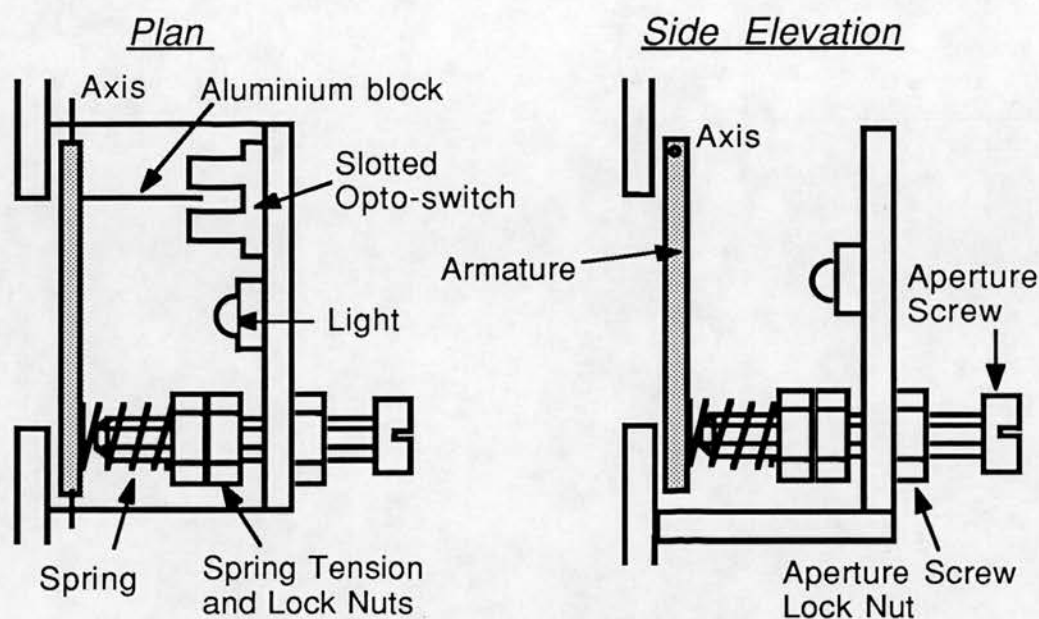 Plan
Side Elevation
Axis
Aluminium block
Slotted
Opto-switch
Light
Spring
Spring Tension
and Lock Nuts
Axis
Armature
Aperture
Screw
Aperture Screw
Lock Nut